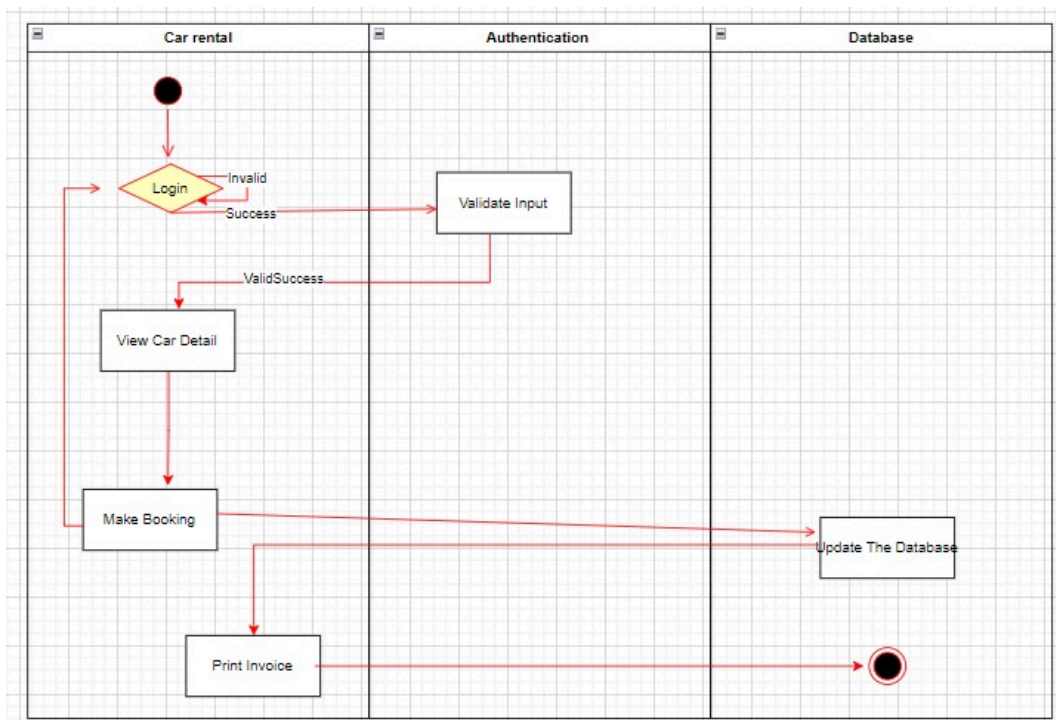 Car rental
Authentication
Database
Login
Invalid
Success
Validate Input
ValidSuccess
View Car Detail
Make Booking
Update The Database
Print Invoice